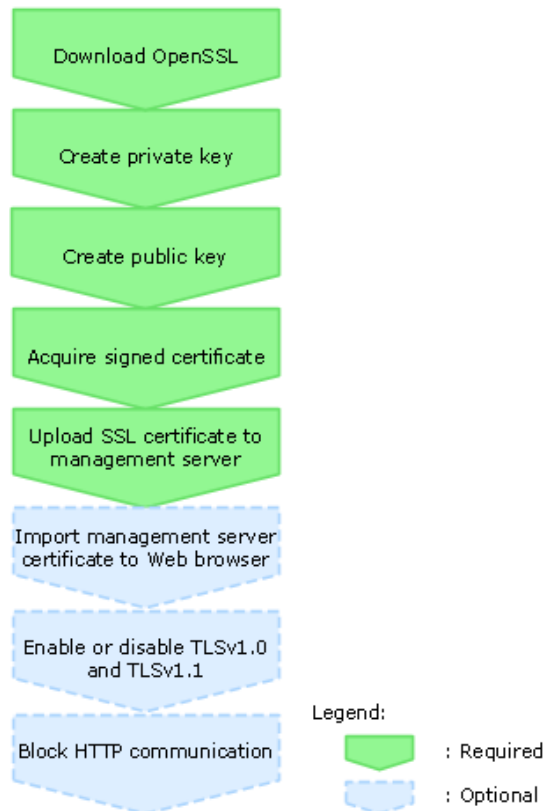 Download OpenSSL
Create private key
Create public key
Acquire signed certificate
Upload SSL certificate to
management server
Import management server
certificate to Web browser
Enable or disable TLSv1.0
and TLSv1.1
Block HTTP communication
Legend:
: Required
: Optional